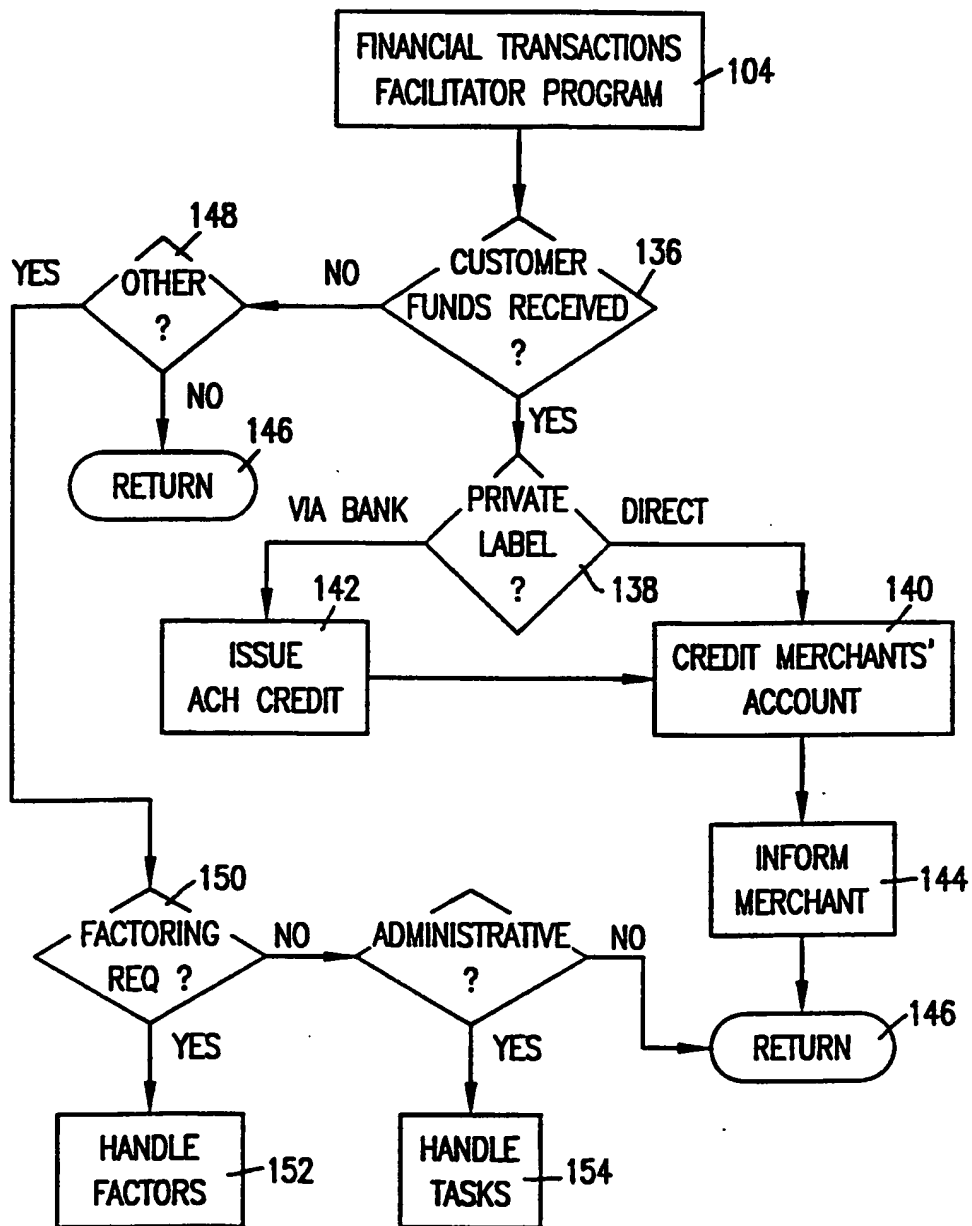 FINANCIAL TRANSACTIONS
FACILITATOR PROGRAM
104
148
YES
OTHER
?
NO
CUSTOMER
FUNDS RECEIVED
?
136
NO
YES
146
RETURN
VIA BANK
PRIVATE
LABEL
?
DIRECT
138
142
ISSUE
ACH CREDIT
140
CREDIT MERCHANTS'
ACCOUNT
INFORM
MERCHANT
144
150
FACTORING
REQ ?
NO
ADMINISTRATIVE
?
NO
YES
YES
146
RETURN
HANDLE
FACTORS
152
HANDLE
TASKS
154